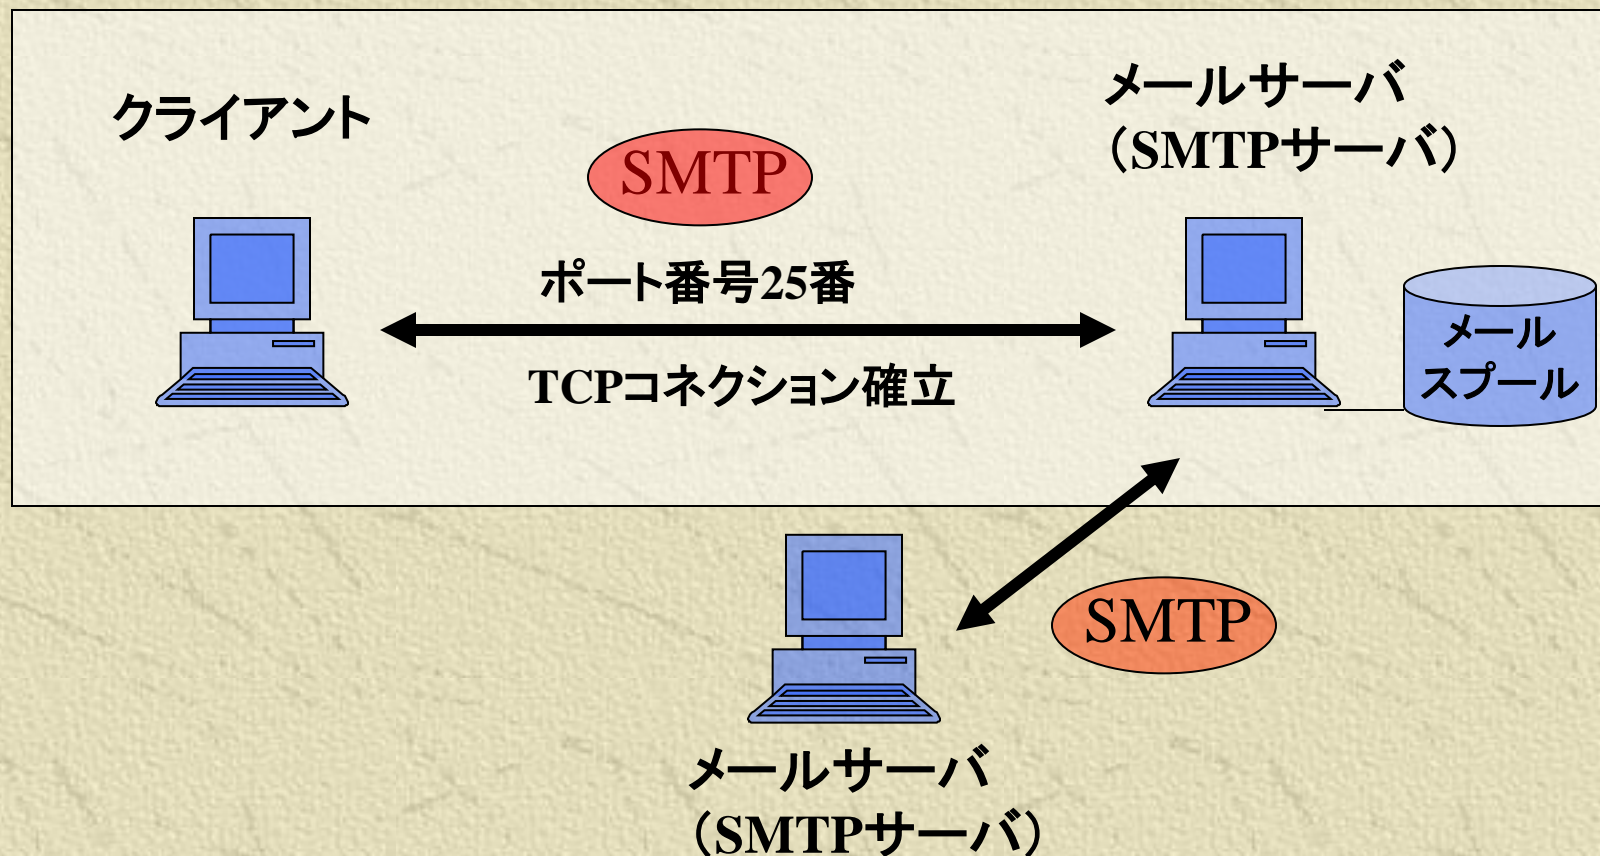 クライアント
メールサーバ
（SMTPサーバ）
SMTP
ポート番号25番
TCPコネクション確立
メール
スプール
SMTP
メールサーバ
（SMTPサーバ）